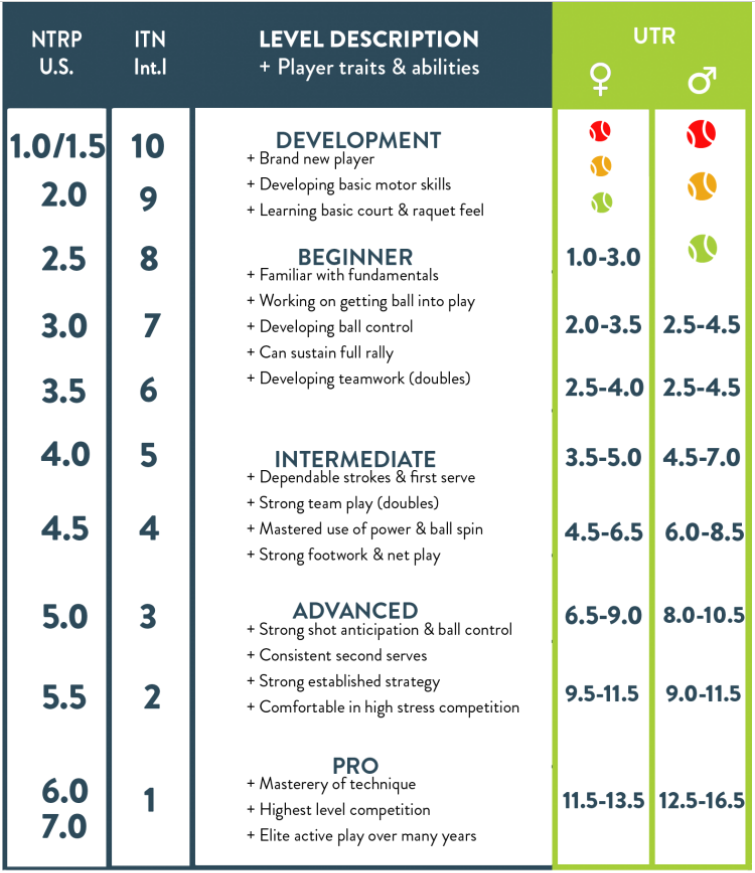 NTRP ITN LEVEL DESCRIPTION UTR
U.S. Int.l + Player traits & abilities ♀ ♂
1.0/1.5 10 DEVELOPMENT
+ Brand new player
2.0 9 + Developing basic motor skills
+ Learning basic court & raquet feel
2.5 8 BEGINNER 1.0-3.0
+ Familiar with fundamentals
+ Working on getting ball into play
3.0 7 + Developing ball control 2.0-3.5 2.5-4.5
+ Can sustain full rally
3.5 6 + Developing teamwork (doubles) 2.5-4.0 2.5-4.5
4.0 5 INTERMEDIATE 3.5-5.0 4.5-7.0
+ Dependable strokes & first serve
+ Strong team play (doubles)
4.5 4 + Mastered use of power & ball spin 4.5-6.5 6.0-8.5
+ Strong footwork & net play
5.0 3 ADVANCED 6.5-9.0 8.0-10.5
+ Strong shot anticipation & ball control
+ Consistent second serves
5.5 2 + Strong established strategy 9.5-11.5 9.0-11.5
+ Comfortable in high stress competition
PRO
6.0 1 + Masterery of technique 11.5-13.5 12.5-16.5
+ Highest level competition
7.0 + Elite active play over many years